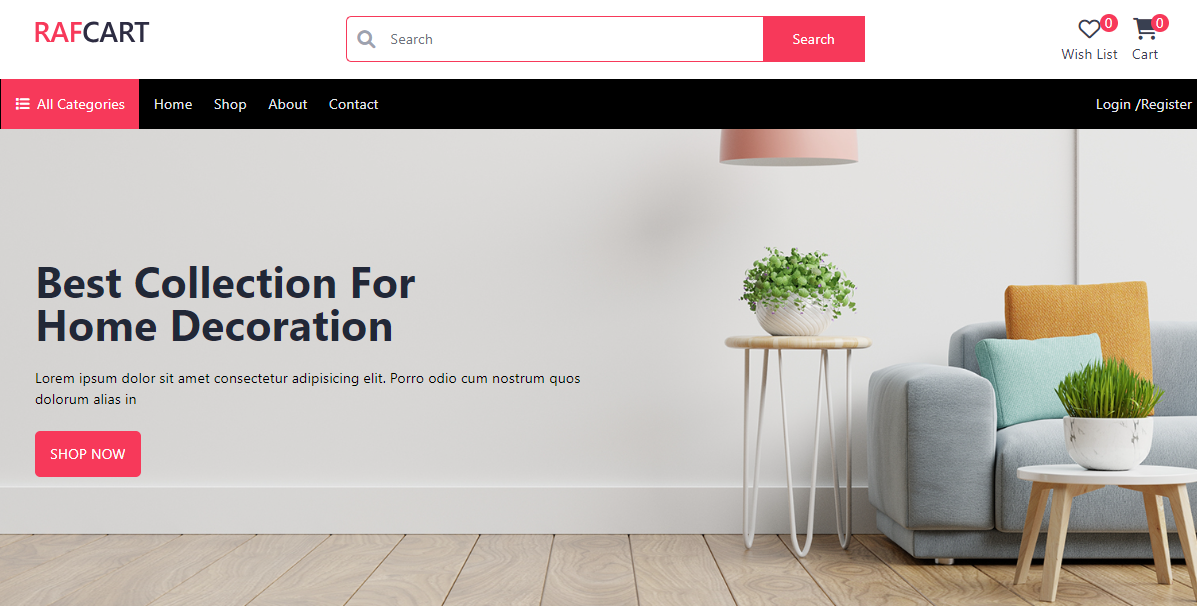 RAFCART
Search
Search
0
0
Wish List
Cart
All Categories
Home
Shop
About
Contact
Login /Register
Best Collection For
Home Decoration
Lorem ipsum dolor sit amet consectetur adipisicing elit. Porro odio cum nostrum quos
dolorum alias in
SHOP NOW